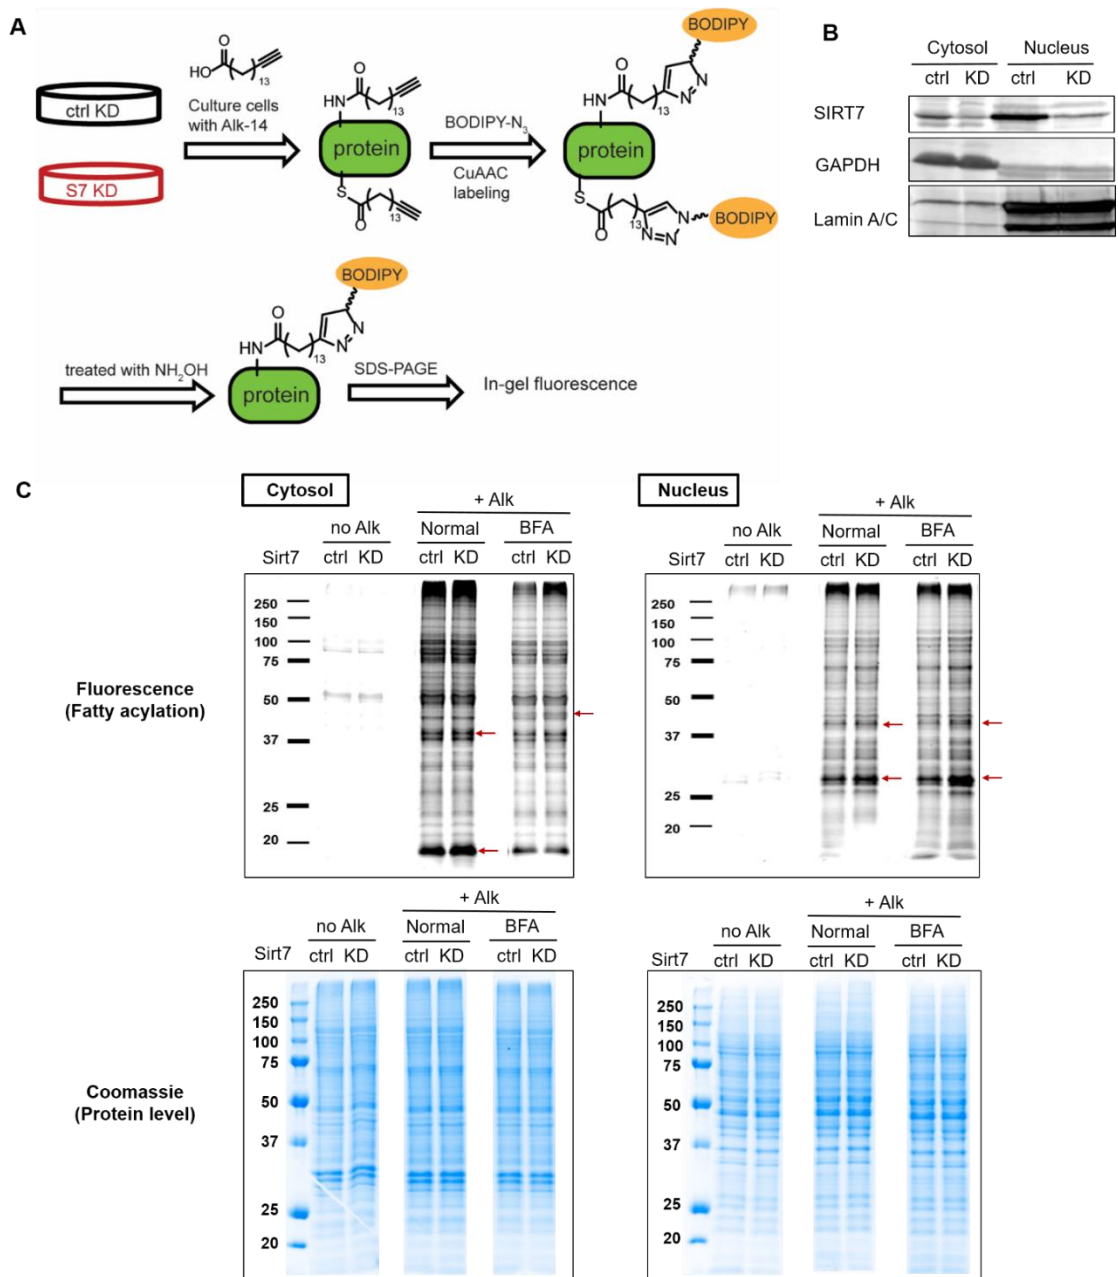 A
BODIPY
O
HO
13
ctrl KD
Culture cells
with Alk-14
O
HN
13
protein
S
O
13
BODIPY-N3
CuAAC
labeling
O
HN
13
N
N
protein
S
O
13
N
N
N
BODIPY
S7 KD
BODIPY
O
HN
13
N
N
treated with NH2OH
protein
SDS-PAGE
In-gel fluorescence
B
Cytosol Nucleus
ctrl KD ctrl KD
SIRT7
GAPDH
Lamin A/C
C
Cytosol
+ Alk
no Alk Normal BFA
Sirt7 ctrl KD ctrl KD ctrl KD
250
150
100
75
50
37
25
20
Fluorescence
(Fatty acylation)
Nucleus
+ Alk
no Alk Normal BFA
Sirt7 ctrl KD ctrl KD ctrl KD
250
150
100
75
50
37
25
20
+ Alk
no Alk Normal BFA
Sirt7 ctrl KD ctrl KD ctrl KD
250
150
100
75
50
37
25
20
Coomassie
(Protein level)
+ Alk
no Alk Normal BFA
Sirt7 ctrl KD ctrl KD ctrl KD
250
150
100
75
50
37
25
20